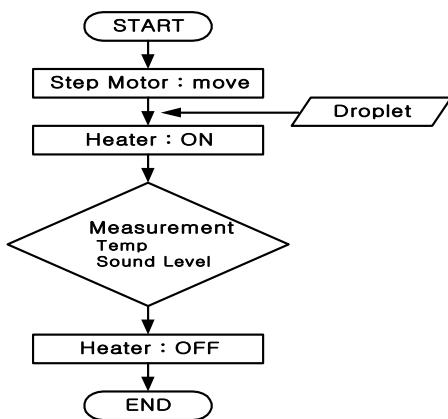 START
Step Motor : move
Droplet
Heater : ON
Measurement
Temp
Sound Level
Heater : OFF
END